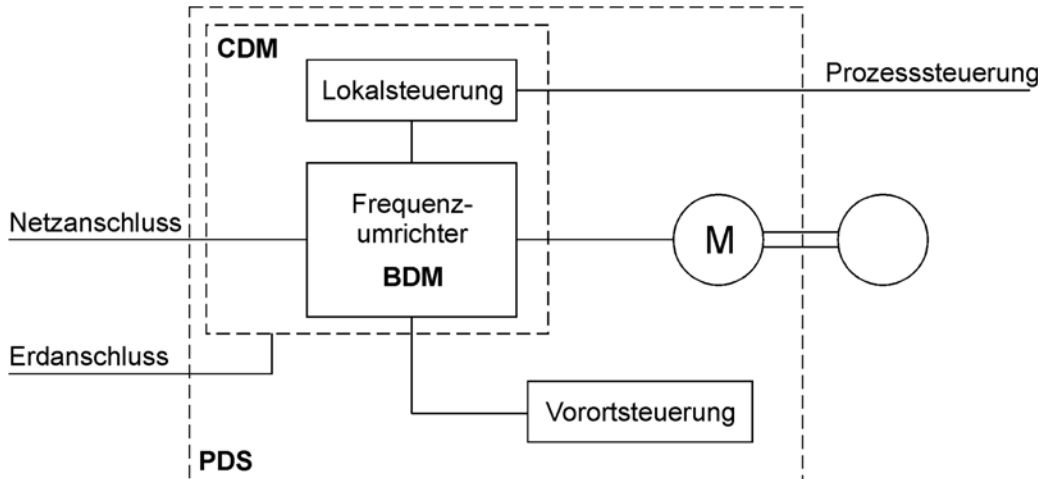 CDM
Lokalsteuerung
Prozesssteuerung
Netzanschluss
Frequenz-
umrichter
BDM
M
Erdanschluss
Vorortsteuerung
PDS